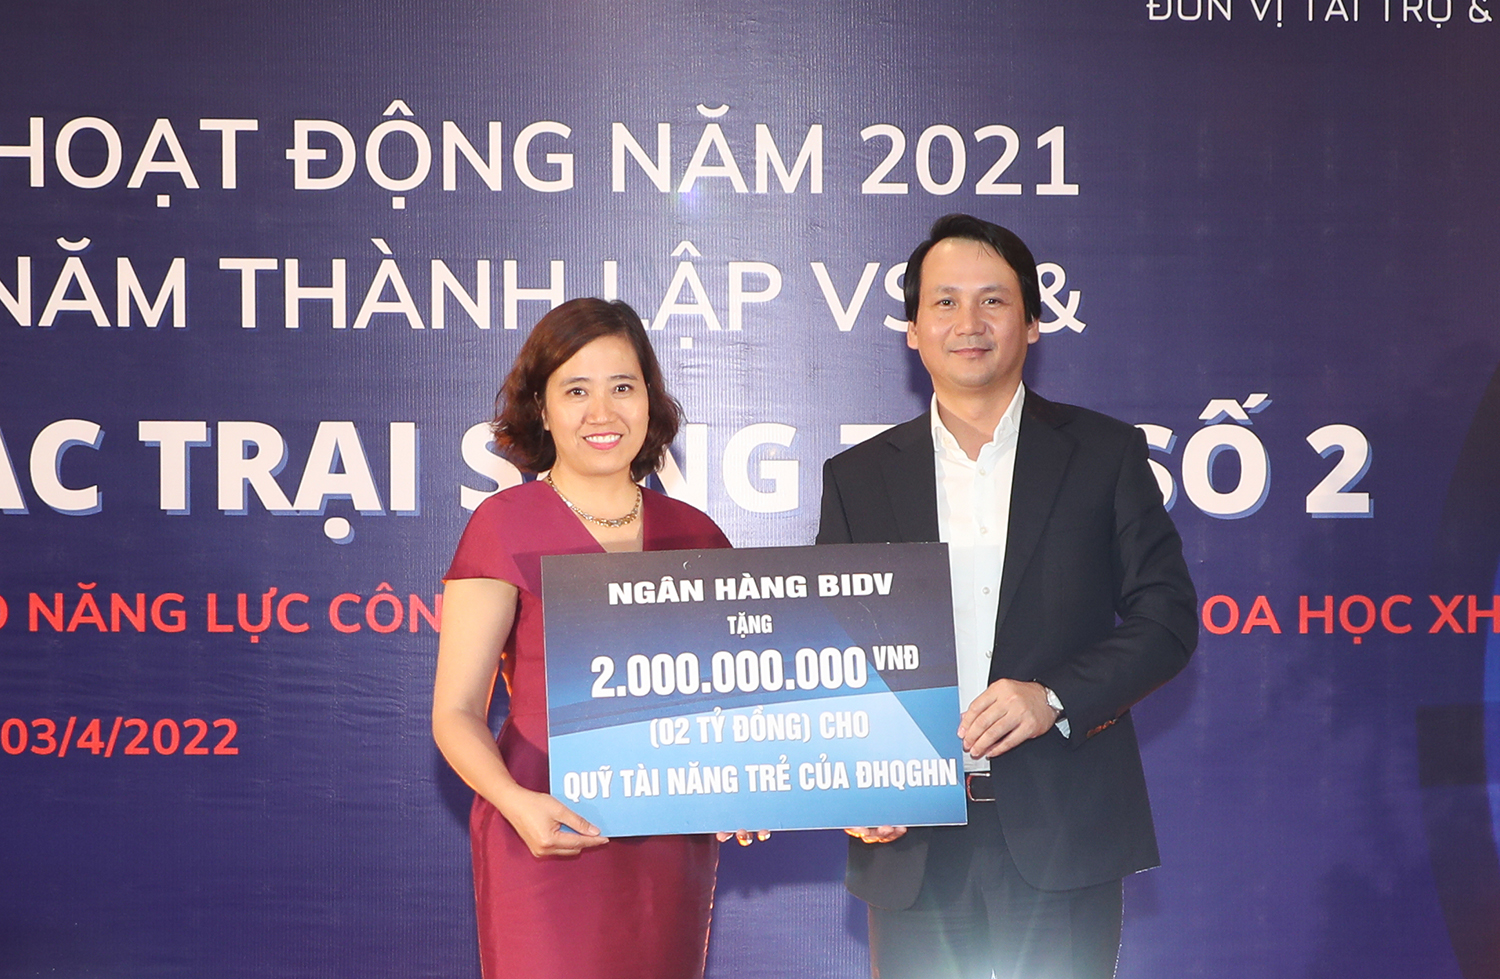 ĐƠN VỊ TÀI TRỢ &
HOẠT ĐỘNG NĂM 2021
NĂM THÀNH LẬP VS &
ÁC TRẠI SÁNG SỐ 2
NĂNG LỰC CÔN OA HỌC XH
03/4/2022
NGÂN HÀNG BIDV
TẶNG
2.000.000.000 VNĐ
(02 TỶ ĐỒNG) CHO
QUỸ TÀI NĂNG TRẺ CỦA ĐHQGHN